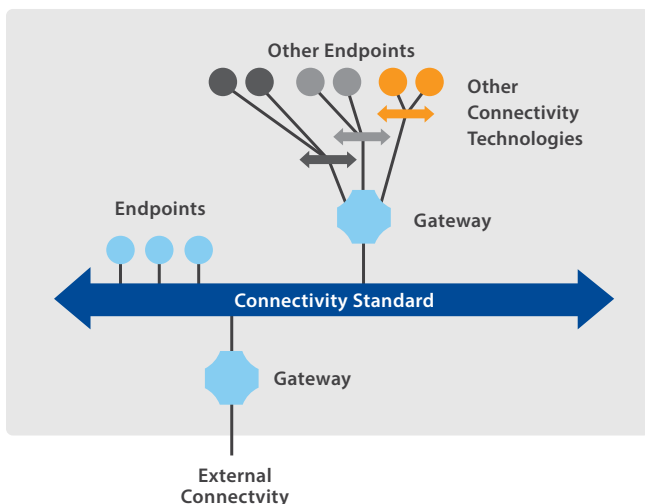 Other Endpoints
Other
Connectivity
Technologies
Endpoints
Gateway
Connectivity Standard
Gateway
External
Connectvity